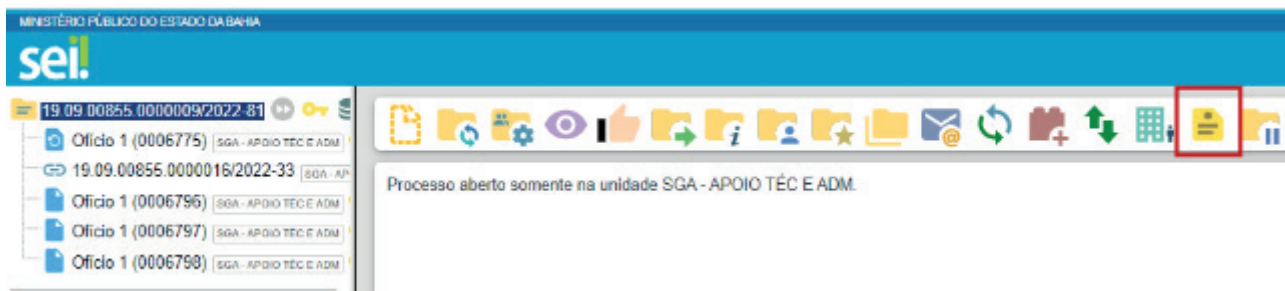 MINISTÉRIO PÚBLICO DO ESTADO DA BAHIA
sei!
19.09.00855.0000009/2022-81
Ofício 1 (0006775) SGA - APOIO TÉC E ADM
19.09.00855.0000016/2022-33 SGA - AP
Ofício 1 (0006796) SGA - APOIO TÉC E ADM
Ofício 1 (0006797) SGA - APOIO TÉC E ADM
Ofício 1 (0006798) SGA - APOIO TÉC E ADM
Processo aberto somente na unidade SGA - APOIO TÉC E ADM.